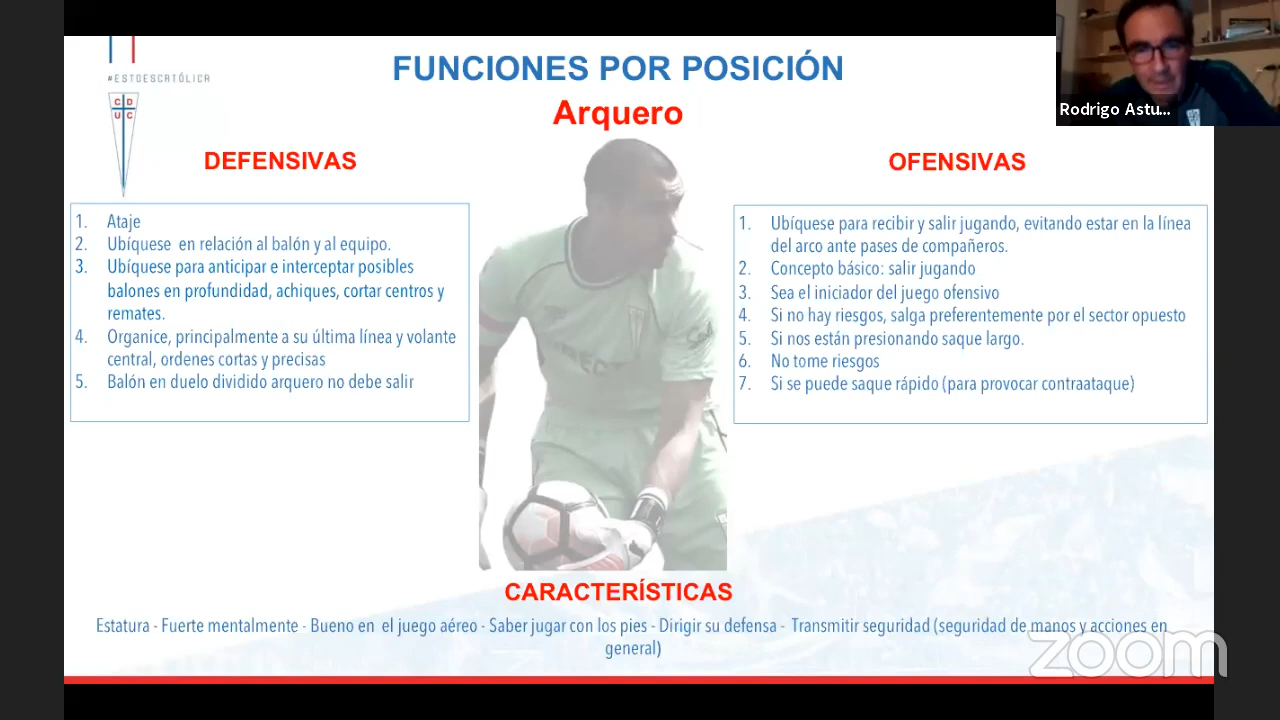 #ESTOESCATÓLICA
C D
U C
FUNCIONES POR POSICIÓN
Arquero
Rodrigo Astu...
DEFENSIVAS
1. Ataje
2. Ubíquese en relación al balón y al equipo.
3. Ubíquese para anticipar e interceptar posibles
balones en profundidad, achiques, cortar centros y
remates.
4. Organice, principalmente a su última línea y volante
central, ordenes cortas y precisas
5. Balón en duelo dividido arquero no debe salir
OFENSIVAS
1. Ubíquese para recibir y salir jugando, evitando estar en la línea
del arco ante pases de compañeros.
2. Concepto básico: salir jugando
3. Sea el iniciador del juego ofensivo
4. Si no hay riesgos, salga preferentemente por el sector opuesto
5. Si nos están presionando saque largo.
6. No tome riesgos
7. Si se puede saque rápido (para provocar contraataque)
CARACTERÍSTICAS
Estatura - Fuerte mentalmente - Bueno en el juego aéreo - Saber jugar con los pies - Dirigir su defensa - Transmitir seguridad (seguridad de manos y acciones en
general)
zoom